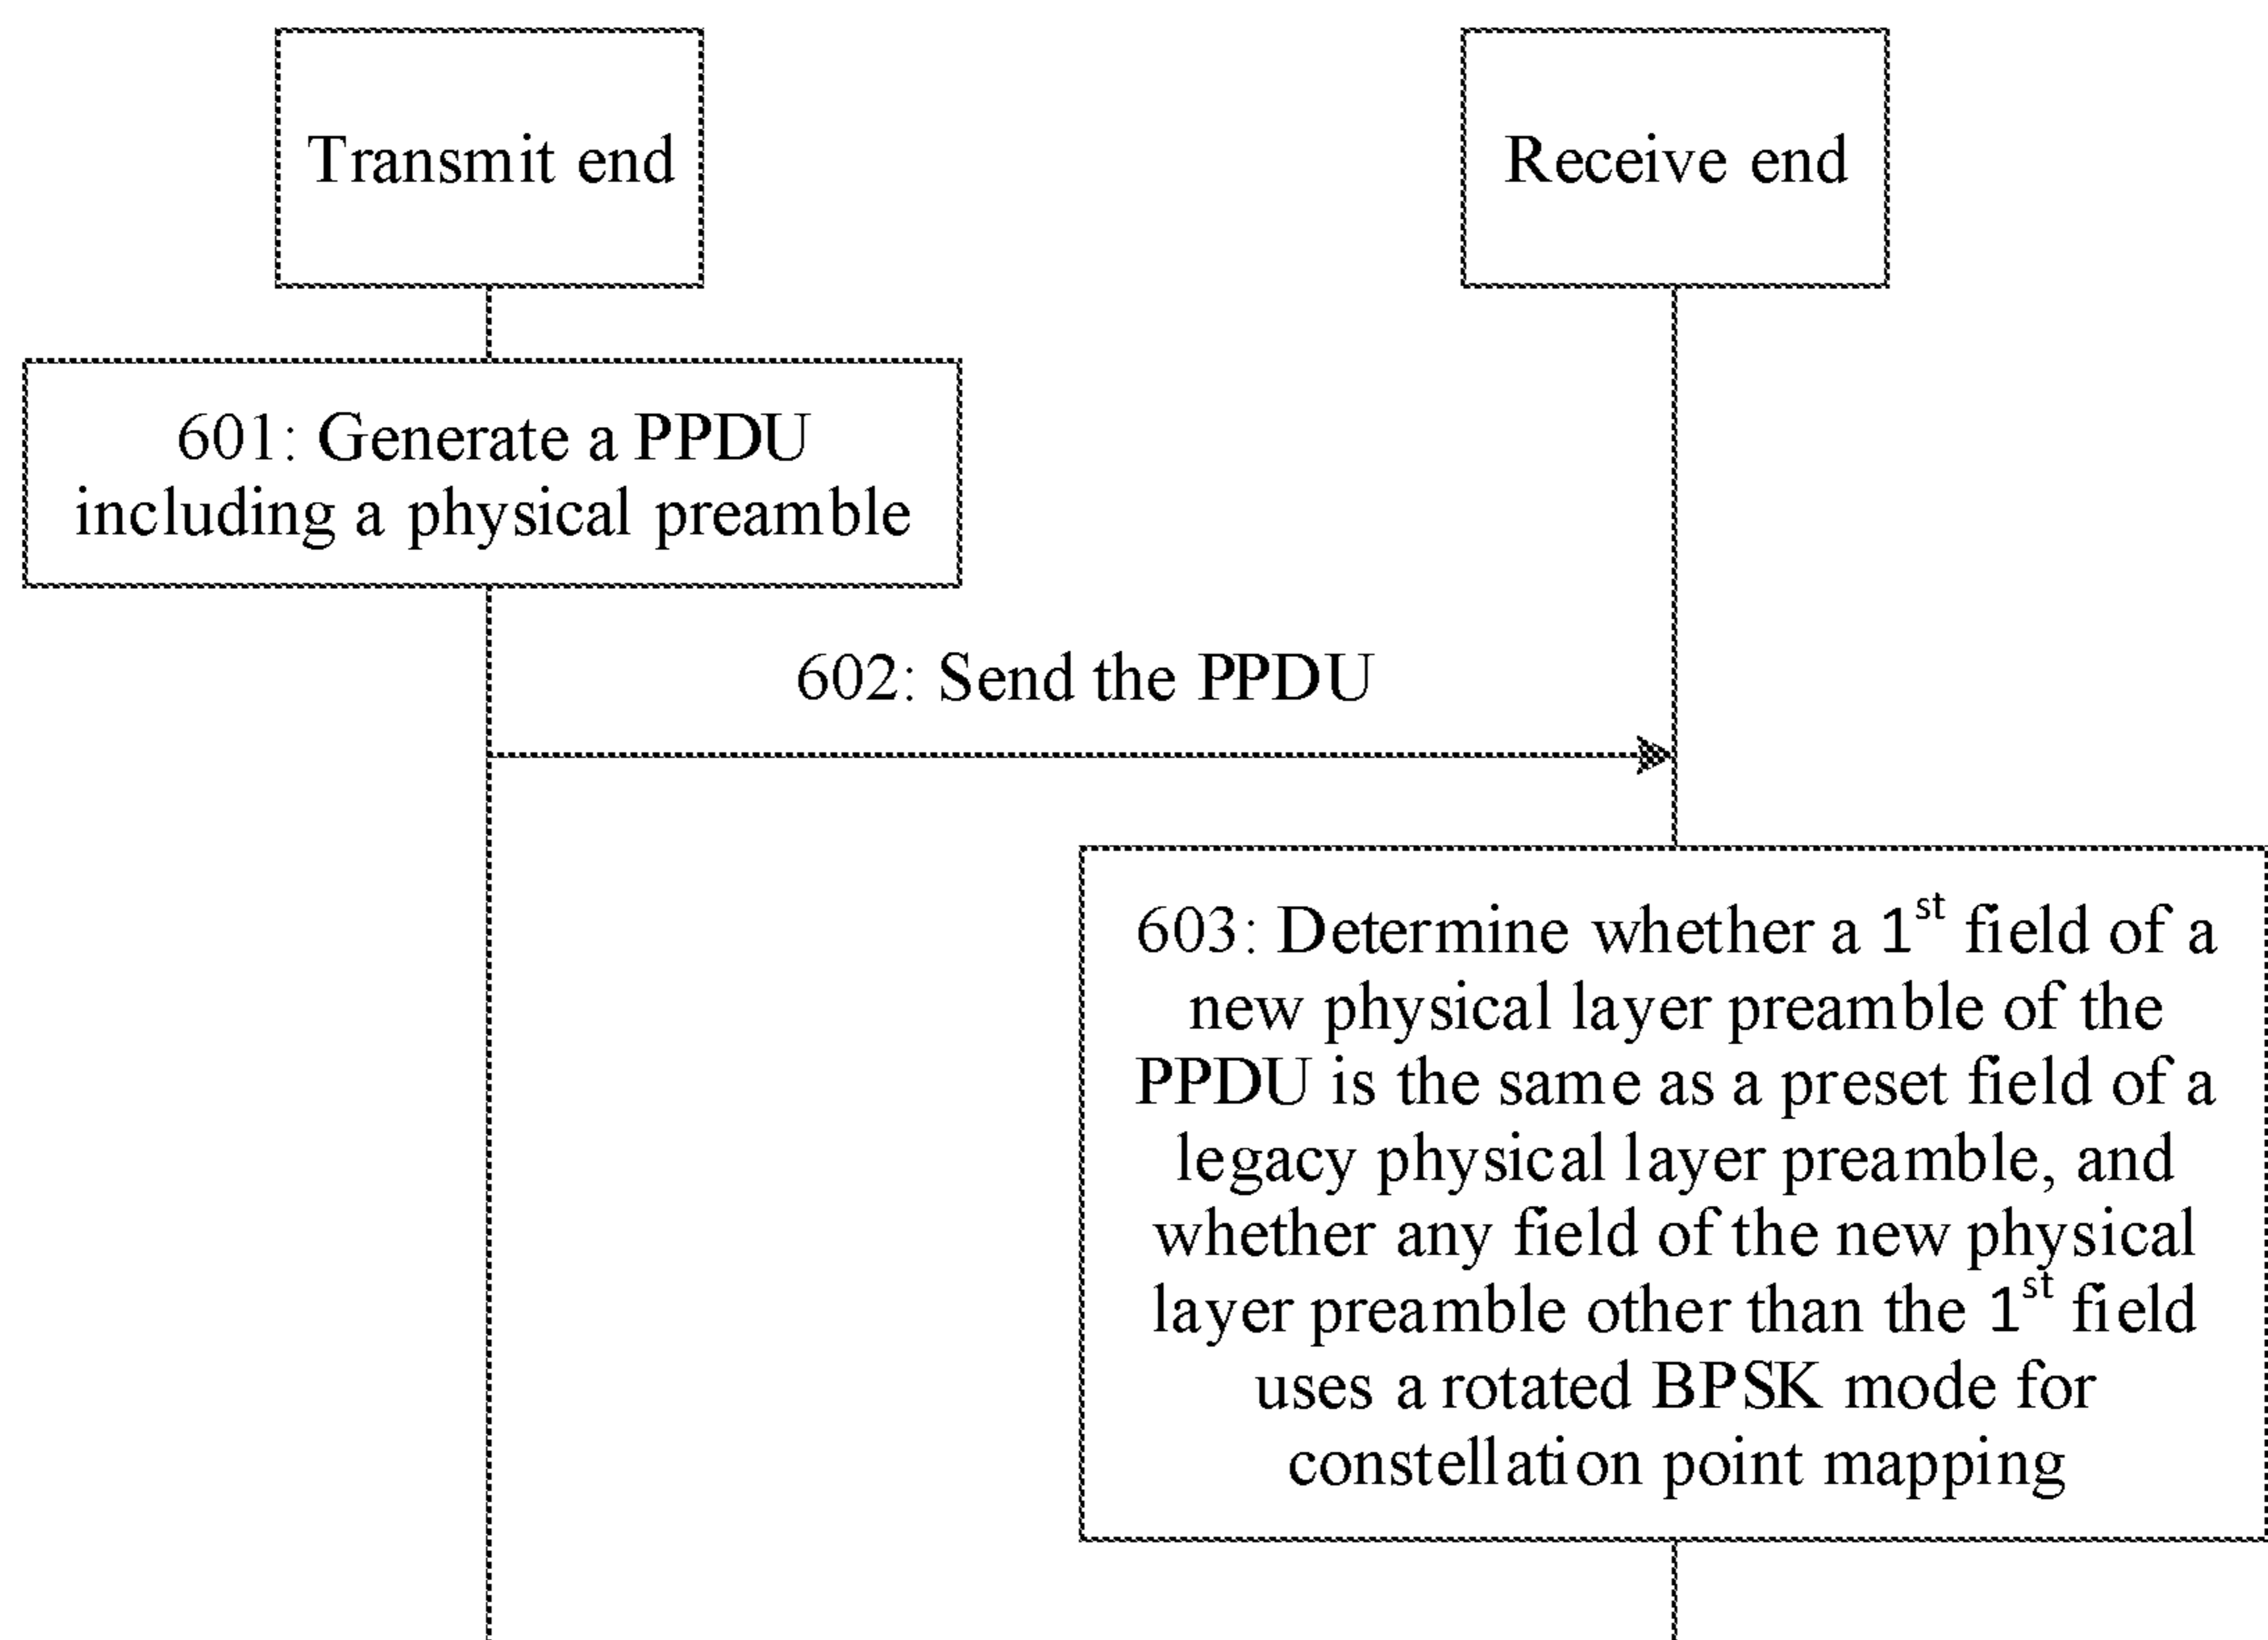 Transmit end
Receive end
601: Generate a PPDU
including a physical preamble
602: Send the PPDU
603: Determine whether a 1st field of a
new physical layer preamble of the
PPDU is the same as a preset field of a
legacy physical layer preamble, and
whether any field of the new physical
layer preamble other than the 1st field
uses a rotated BPSK mode for
constellation point mapping